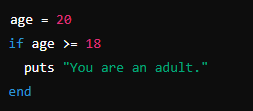 age = 20
if age >= 18
  puts "You are an adult."
end